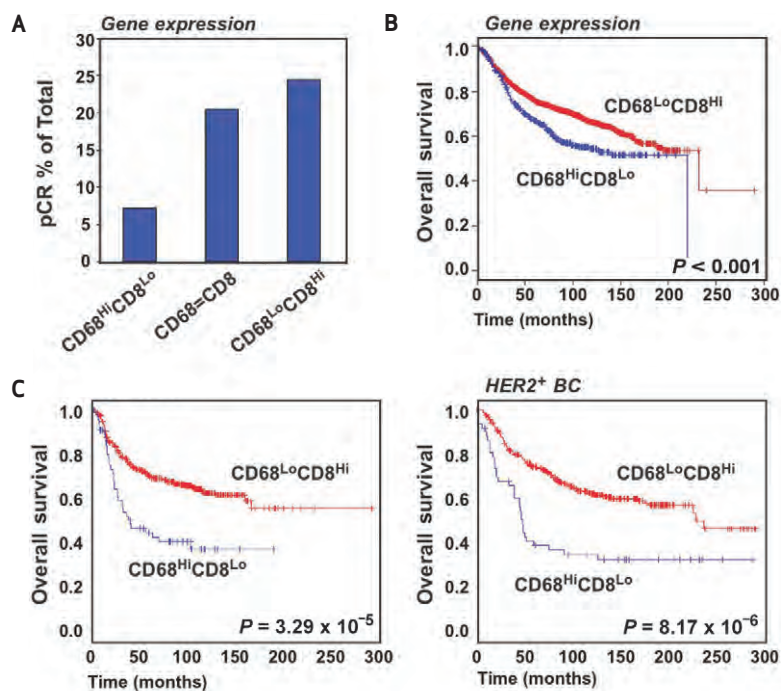 A
Gene expression
pCR % of Total
30
25
20
15
10
5
0
CD68HiCD8Lo
CD68=CD8
CD68LoCD8Hi
B
Gene expression
Overall survival
1.0
0.8
0.6
0.4
0.2
0.0
CD68LoCD8Hi
CD68HiCD8Lo
P < 0.001
0 50 100 150 200 250 300
Time (months)
C
Overall survival
1.0
0.8
0.6
0.4
0.2
0.0
CD68LoCD8Hi
CD68HiCD8Lo
P = 3.29 x 10−5
0 50 100 150 200 250 300
Time (months)
HER2+ BC
Overall survival
1.0
0.8
0.6
0.4
0.2
0.0
CD68LoCD8Hi
CD68HiCD8Lo
P = 8.17 x 10−6
0 50 100 150 200 250 300
Time (months)